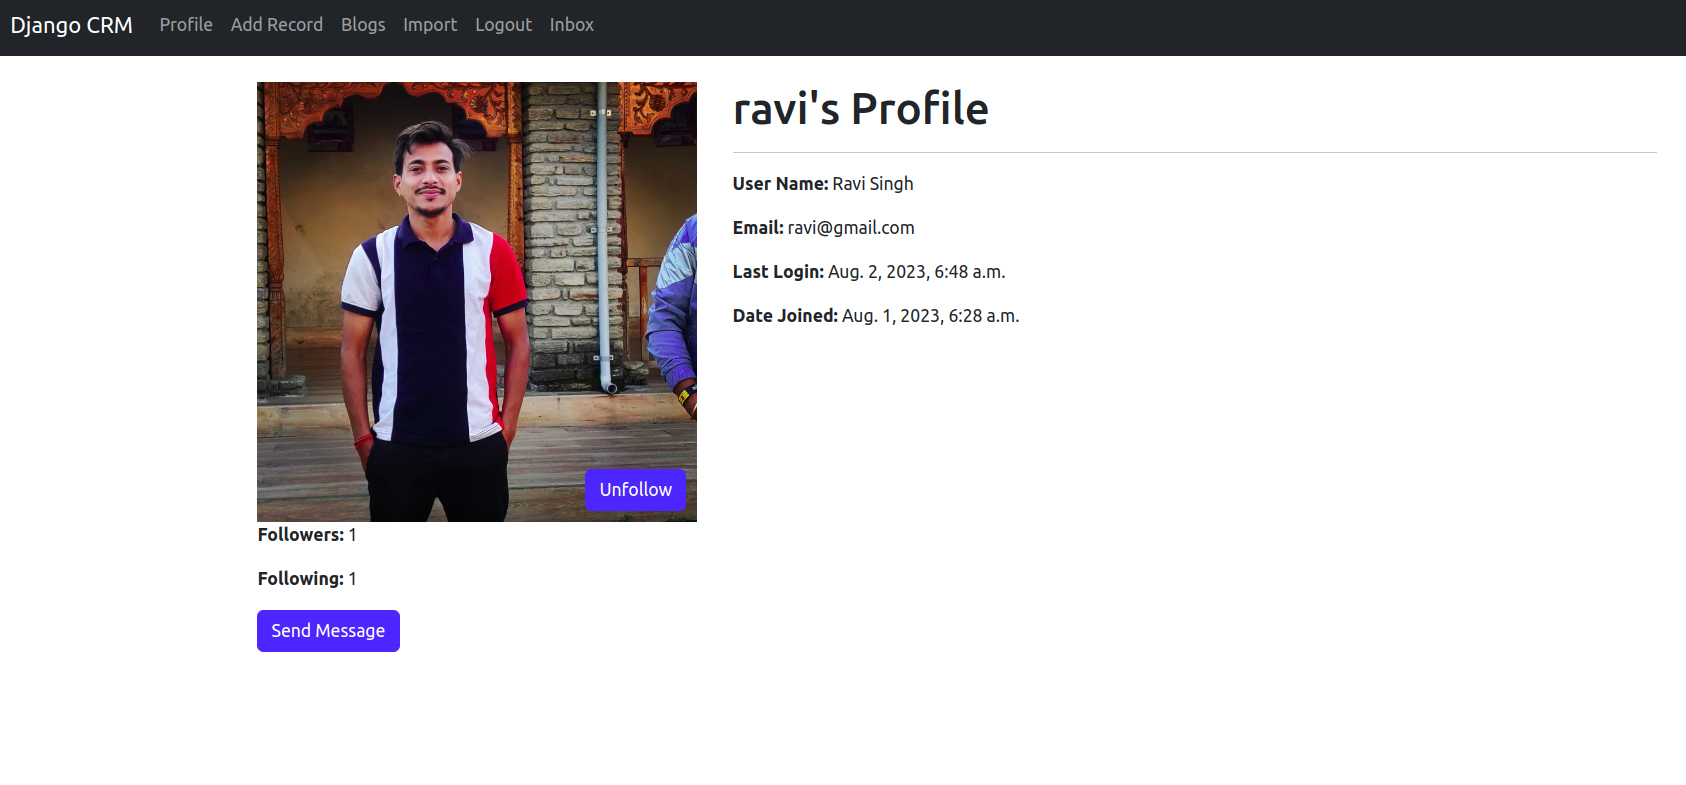 Django CRM Profile Add Record Blogs Import Logout Inbox
ravi's Profile
User Name: Ravi Singh
Email: ravi@gmail.com
Last Login: Aug. 2, 2023, 6:48 a.m.
Date Joined: Aug. 1, 2023, 6:28 a.m.
Unfollow
Followers: 1
Following: 1
Send Message